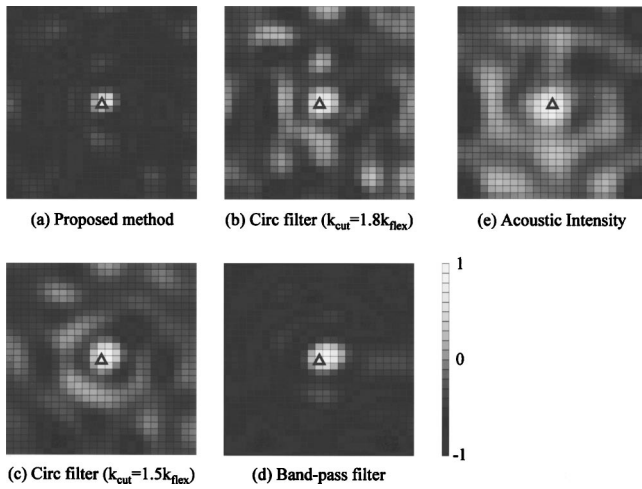 (a) Proposed method
(b) Circ filter (kcut=1.8kflex)
(e) Acoustic Intensity
1
0
-1
(c) Circ filter (kcut=1.5kflex)
(d) Band-pass filter